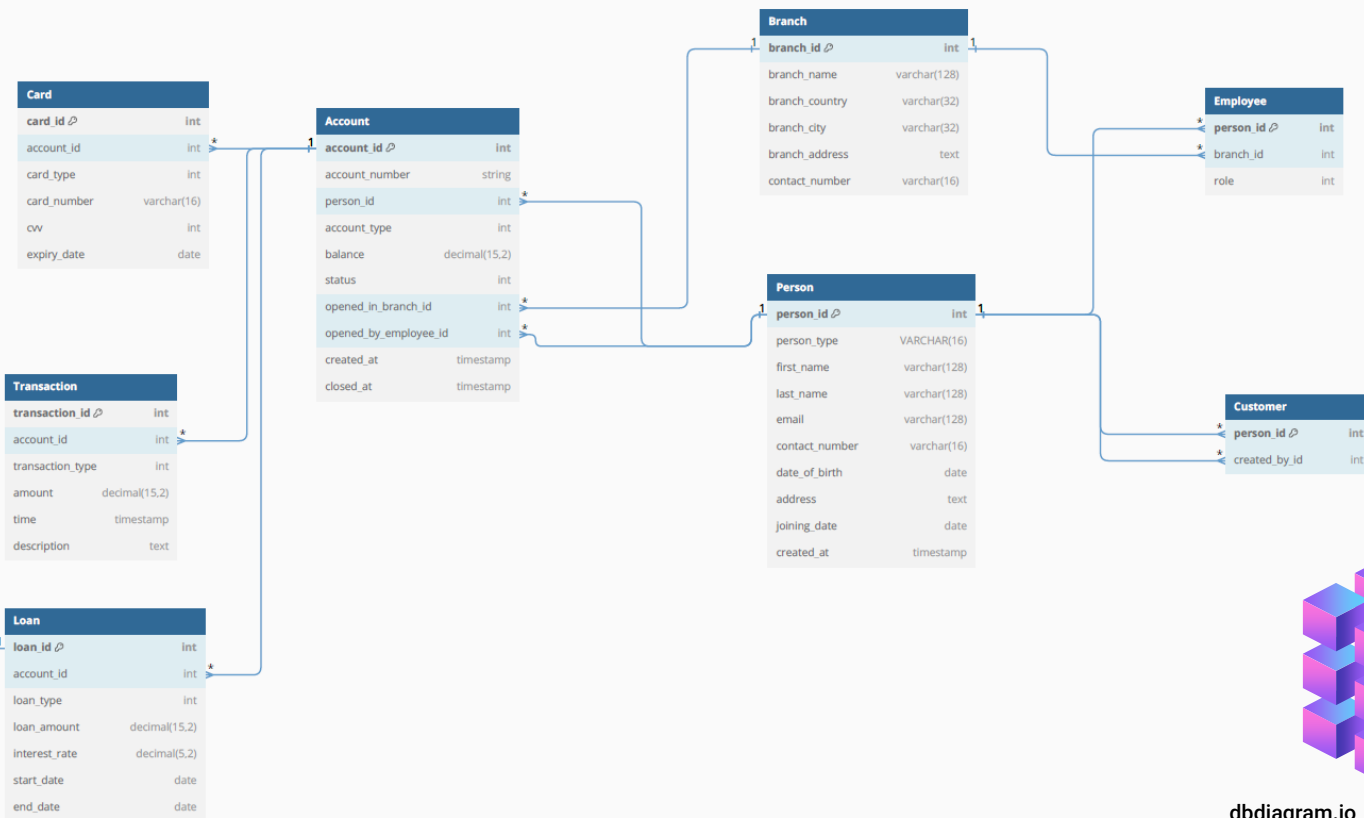 Branch
branch_id int
branch_name varchar(128)
branch_country varchar(32)
branch_city varchar(32)
branch_address text
contact_number varchar(16)
Card
card_id int
account_id int
card_type int
card_number varchar(16)
cvv int
expiry_date date
Account
account_id int
account_number string
person_id int
account_type int
balance decimal(15,2)
status int
opened_in_branch_id int
opened_by_employee_id int
created_at timestamp
closed_at timestamp
Employee
person_id int
branch_id int
role int
Person
person_id int
person_type VARCHAR(16)
first_name varchar(128)
last_name varchar(128)
email varchar(128)
contact_number varchar(16)
date_of_birth date
address text
joining_date date
created_at timestamp
Transaction
transaction_id int
account_id int
transaction_type int
amount decimal(15,2)
time timestamp
description text
Customer
person_id int
created_by_id int
Loan
loan_id int
account_id int
loan_type int
loan_amount decimal(15,2)
interest_rate decimal(5,2)
start_date date
end_date date
1
1
1
1
1
*
*
*
*
*
*
*
*
*
*
dbdiagram.io